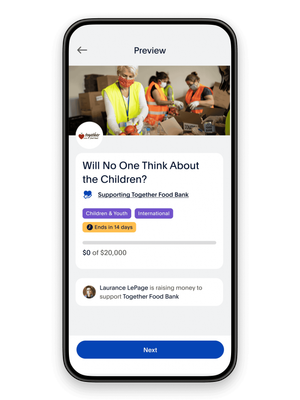 Preview
together
Will No One Think About
the Children?
Supporting Together Food Bank
Children & Youth
International
Ends in 14 days
$0 of $20,000
Laurance LePage is raising money to
support Together Food Bank
Next